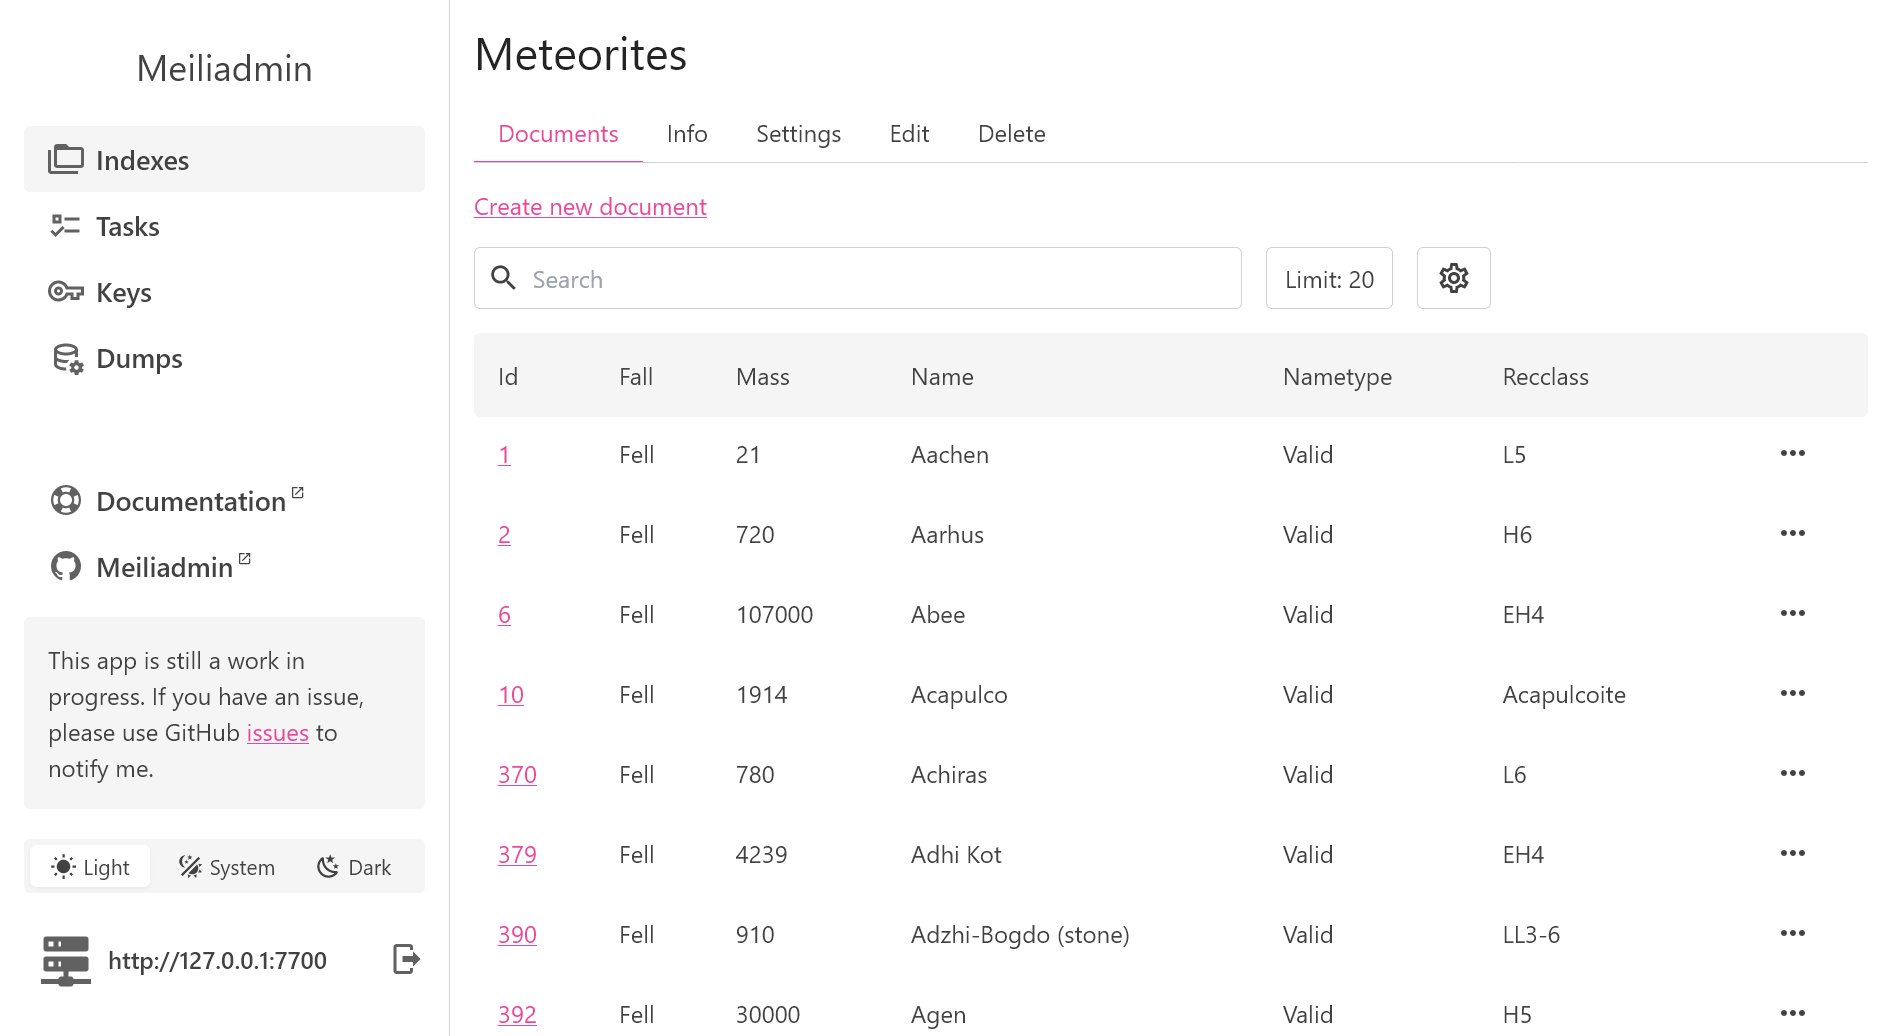 Meiliadmin
Indexes
Tasks
Keys
Dumps
Documentation
Meiliadmin
This app is still a work in
progress. If you have an issue,
please use GitHub issues to
notify me.
Light System Dark
http://127.0.0.1:7700
Meteorites
Documents Info Settings Edit Delete
Create new document
Search Limit: 20
Id Fall Mass Name Nametype Recclass
1 Fell 21 Aachen Valid L5
2 Fell 720 Aarhus Valid H6
6 Fell 107000 Abee Valid EH4
10 Fell 1914 Acapulco Valid Acapulcoite
370 Fell 780 Achiras Valid L6
379 Fell 4239 Adhi Kot Valid EH4
390 Fell 910 Adzhi-Bogdo (stone) Valid LL3-6
392 Fell 30000 Agen Valid H5